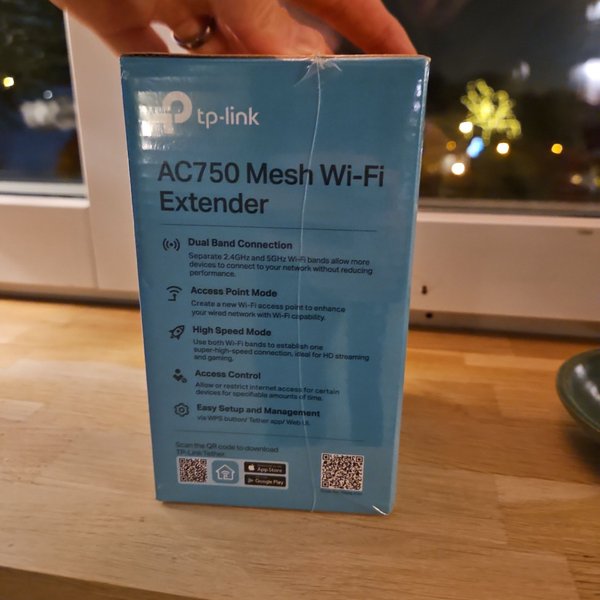 tp-link
AC750 Mesh Wi-Fi
Extender
Dual Band Connection
Separate 2.4GHz and 5GHz Wi-Fi bands allow more
devices to connect to your network without reducing
performance.
Access Point Mode
Create a new Wi-Fi access point to enhance
your wired network with Wi-Fi capability.
High Speed Mode
Use both Wi-Fi bands to establish one
super-high-speed connection, ideal for HD streaming
and gaming.
Access Control
Allow or restrict internet access for certain
devices for specifiable amounts of time.
Easy Setup and Management
via WPS button/ Tether app/ Web UI.
Scan the QR code to download
TP-Link Tether
App Store
Google Play